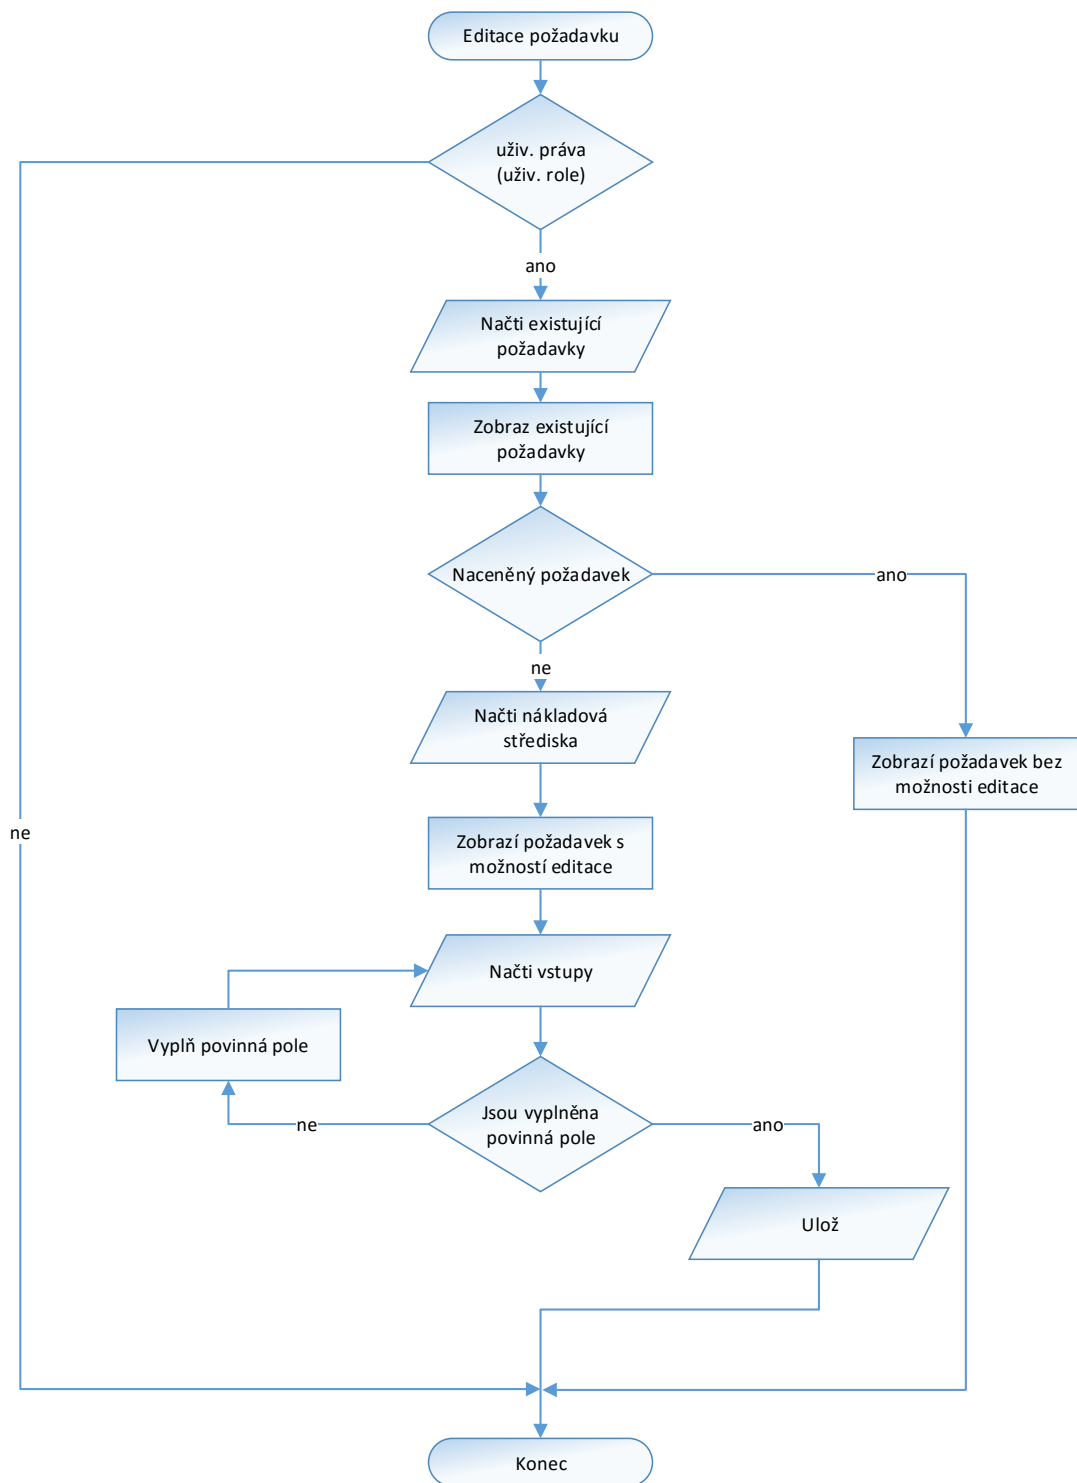 Editace požadavku
uživ. práva
(uživ. role)
ano
Načti existující
požadavky
Zobraz existující
požadavky
Naceněný požadavek
ano
ne
Načti nákladová
střediska
Zobrazí požadavek bez
možnosti editace
ne
Zobrazí požadavek s
možností editace
Načti vstupy
Vyplň povinná pole
Jsou vyplněna
povinná pole
ne
ano
Ulož
Konec